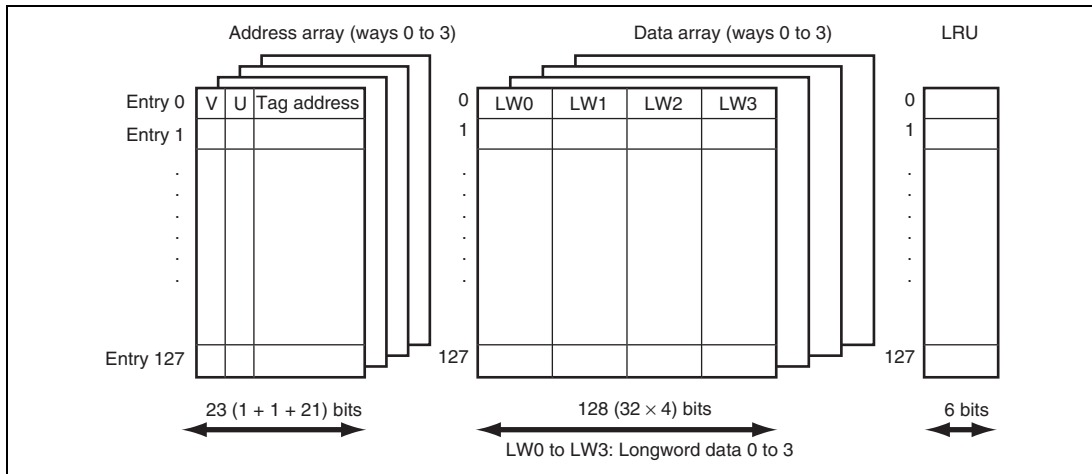 Address array (ways 0 to 3) Data array (ways 0 to 3) LRU
Entry 0 V U Tag address 0 LW0 LW1 LW2 LW3 0
Entry 1 1 1
Entry 127 127 127
23 (1 + 1 + 21) bits 128 (32 × 4) bits 6 bits
LW0 to LW3: Longword data 0 to 3